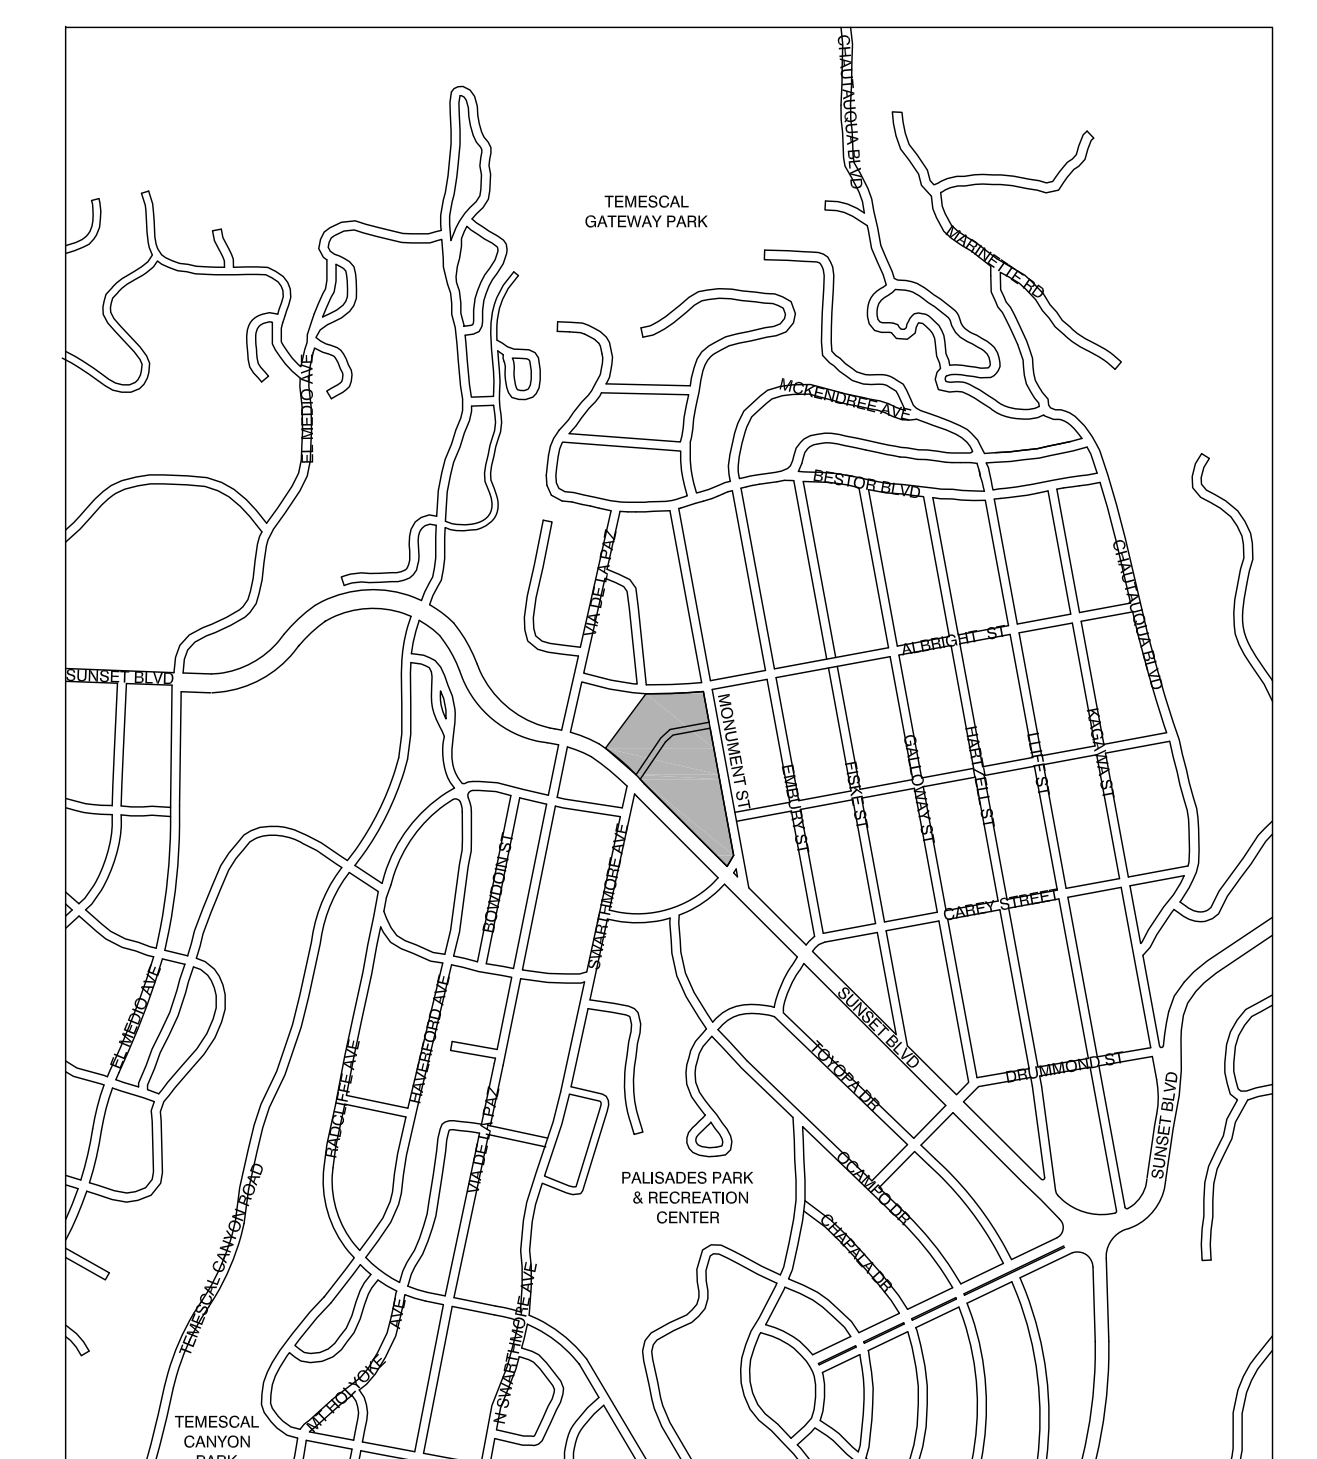 CHAUTAUQUA BLVD
TEMESCAL
GATEWAY PARK
MARINETTE RD
EL MEDIO AVE
MCKENDREE AVE
BESTOR BLVD
VIA DE LA PAZ
CHAUTAUQUA BLVD
ALBRIGHT ST
SUNSET BLVD
MONUMENT ST
EMBURY ST
FISKE ST
GALLOWAY ST
HARTZELL ST
ILIFF ST
KAGAWA ST
BOWDOIN ST
SWARTHMORE AVE
CAREY STREET
EL MEDIO AVE
HAVERFORD AVE
SUNSET BLVD
RADCLIFFE AVE
TOYOPA DR
DRUMMOND ST
VIA DE LA PAZ
SUNSET BLVD
TEMESCAL CANYON ROAD
PALISADES PARK
& RECREATION
CENTER
OCAMPO DR
CHAPALA DR
N SWARTHMORE AVE
MT HOLYOKE AVE
TEMESCAL
CANYON
PARK